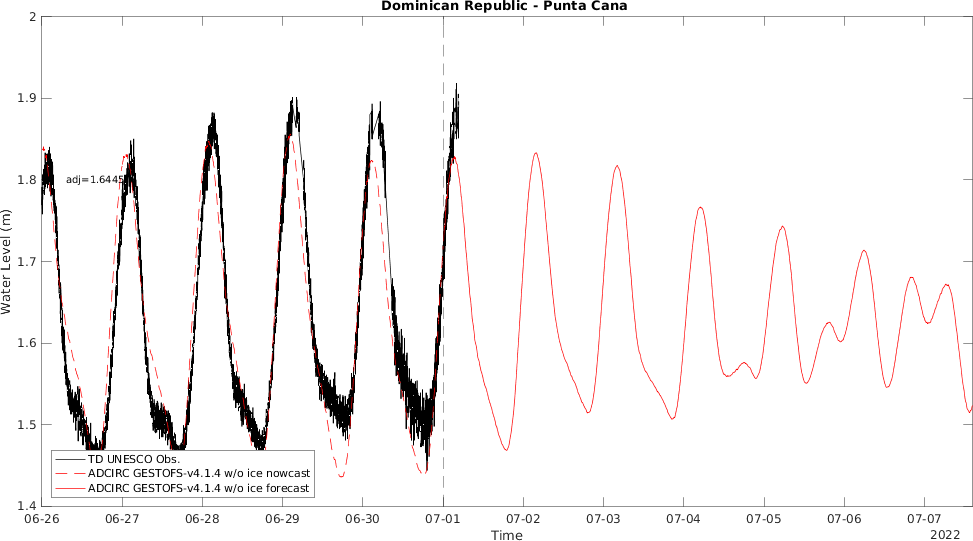 Dominican Republic - Punta Cana
2
1.9
1.8
1.7
1.6
1.5
1.4
Water Level (m)
adj=1.6445
TD UNESCO Obs.
ADCIRC GESTOFS-v4.1.4 w/o ice nowcast
ADCIRC GESTOFS-v4.1.4 w/o ice forecast
06-26 06-27 06-28 06-29 06-30 07-01 07-02 07-03 07-04 07-05 07-06 07-07
Time
2022